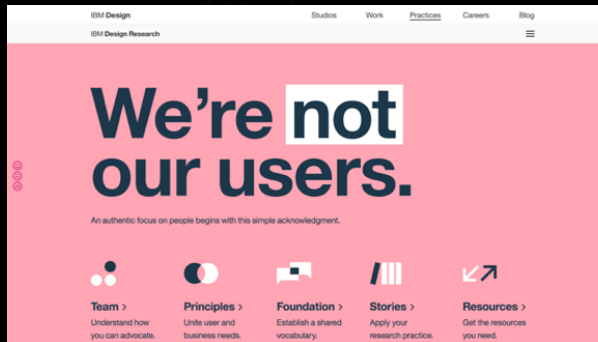 IBM Design Studios Work Practices Careers Blog
IBM Design Research
We're not
our users.
An authentic focus on people begins with this simple acknowledgment.
Team > Principles > Foundation > Stories > Resources >
Understand how Unite user and Establish a shared Apply your Get the resources
you can advocate. business needs. vocabulary. research practice. you need.